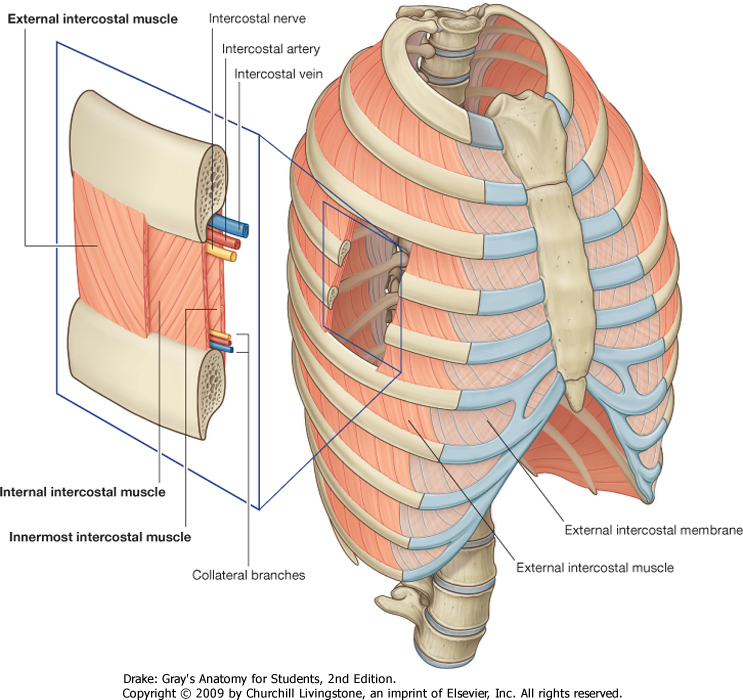 External intercostal muscle
Intercostal nerve
Intercostal artery
Intercostal vein
Internal intercostal muscle
Innermost intercostal muscle
Collateral branches
External intercostal membrane
External intercostal muscle
Drake: Gray's Anatomy for Students, 2nd Edition.
Copyright © 2009 by Churchill Livingstone, an imprint of Elsevier, Inc. All rights reserved.